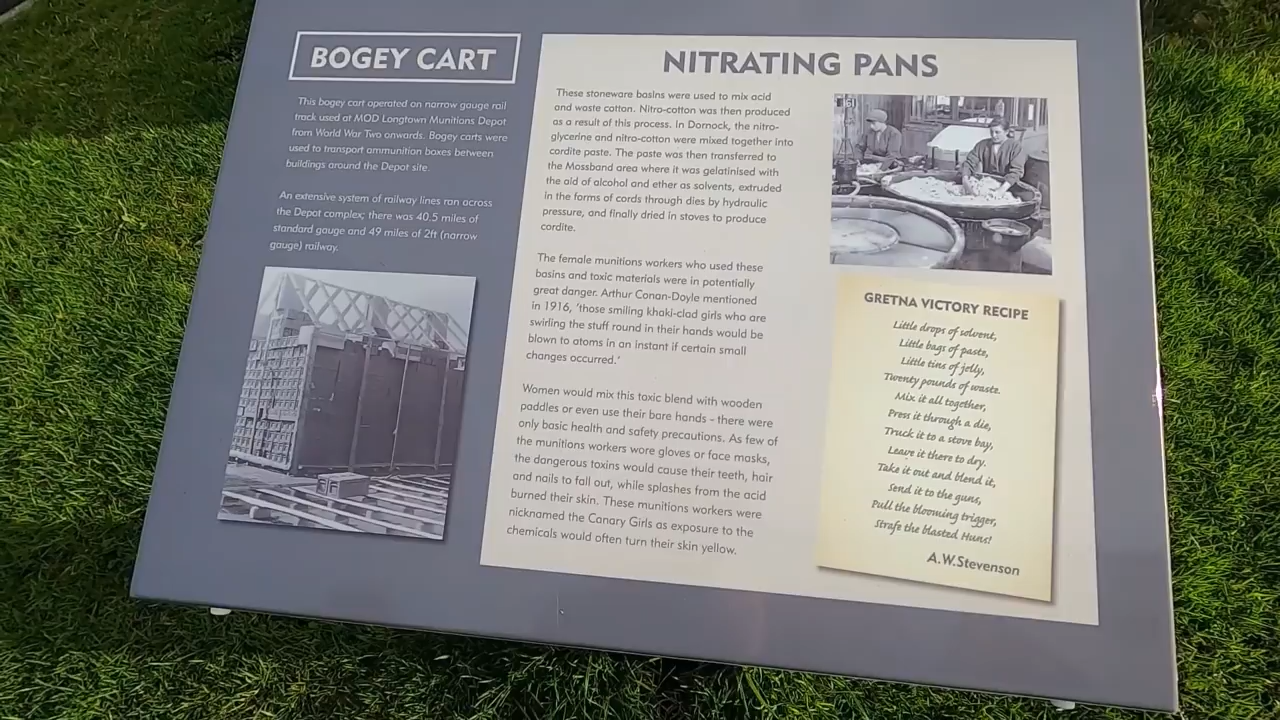 BOGEY CART
This bogey cart operated on narrow gauge rail
track used at MOD Longtown Munitions Depot
from World War Two onwards. Bogey carts were
used to transport ammunition boxes between
buildings around the Depot site.
An extensive system of railway lines ran across
the Depot complex; there was 40.5 miles of
standard gauge and 49 miles of 2ft (narrow
gauge) railway.
NITRATING PANS
These stoneware basins were used to mix acid
and waste cotton. Nitro-cotton was then produced
as a result of this process. In Dornock, the nitro-
glycerine and nitro-cotton were mixed together into
cordite paste. The paste was then transferred to
the Mossband area where it was gelatinised with
the aid of alcohol and ether as solvents, extruded
in the forms of cords through dies by hydraulic
pressure, and finally dried in stoves to produce
cordite.
The female munitions workers who used these
basins and toxic materials were in potentially
great danger. Arthur Conan-Doyle mentioned
in 1916, 'those smiling khaki-clad girls who are
swirling the stuff round in their hands would be
blown to atoms in an instant if certain small
changes occurred.'
Women would mix this toxic blend with wooden
paddles or even use their bare hands - there were
only basic health and safety precautions. As few of
the munitions workers wore gloves or face masks,
the dangerous toxins would cause their teeth, hair
and nails to fall out, while splashes from the acid
burned their skin. These munitions workers were
nicknamed the Canary Girls as exposure to the
chemicals would often turn their skin yellow.
GRETNA VICTORY RECIPE
Little drops of solvent,
Little bags of paste,
Little tins of jelly,
Twenty pounds of waste.
Mix it all together,
Press it through a die,
Truck it to a stove bay,
Leave it there to dry.
Take it out and blend it,
Send it to the guns,
Pull the blooming trigger,
Strafe the blasted Huns!
A.W.Stevenson